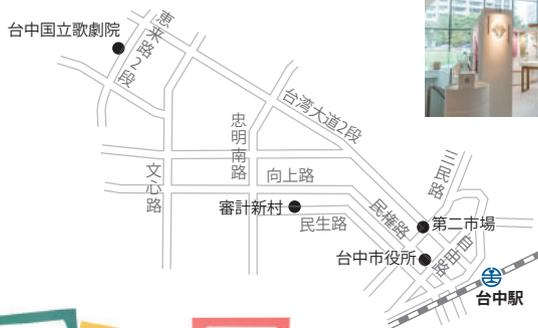 台中国立歌劇院
恵来路2段
台湾大道2段
忠明南路
文心路
向上路
三民路
審計新村
民生路
民権路
第二市場
自由路
台中市役所
台中駅